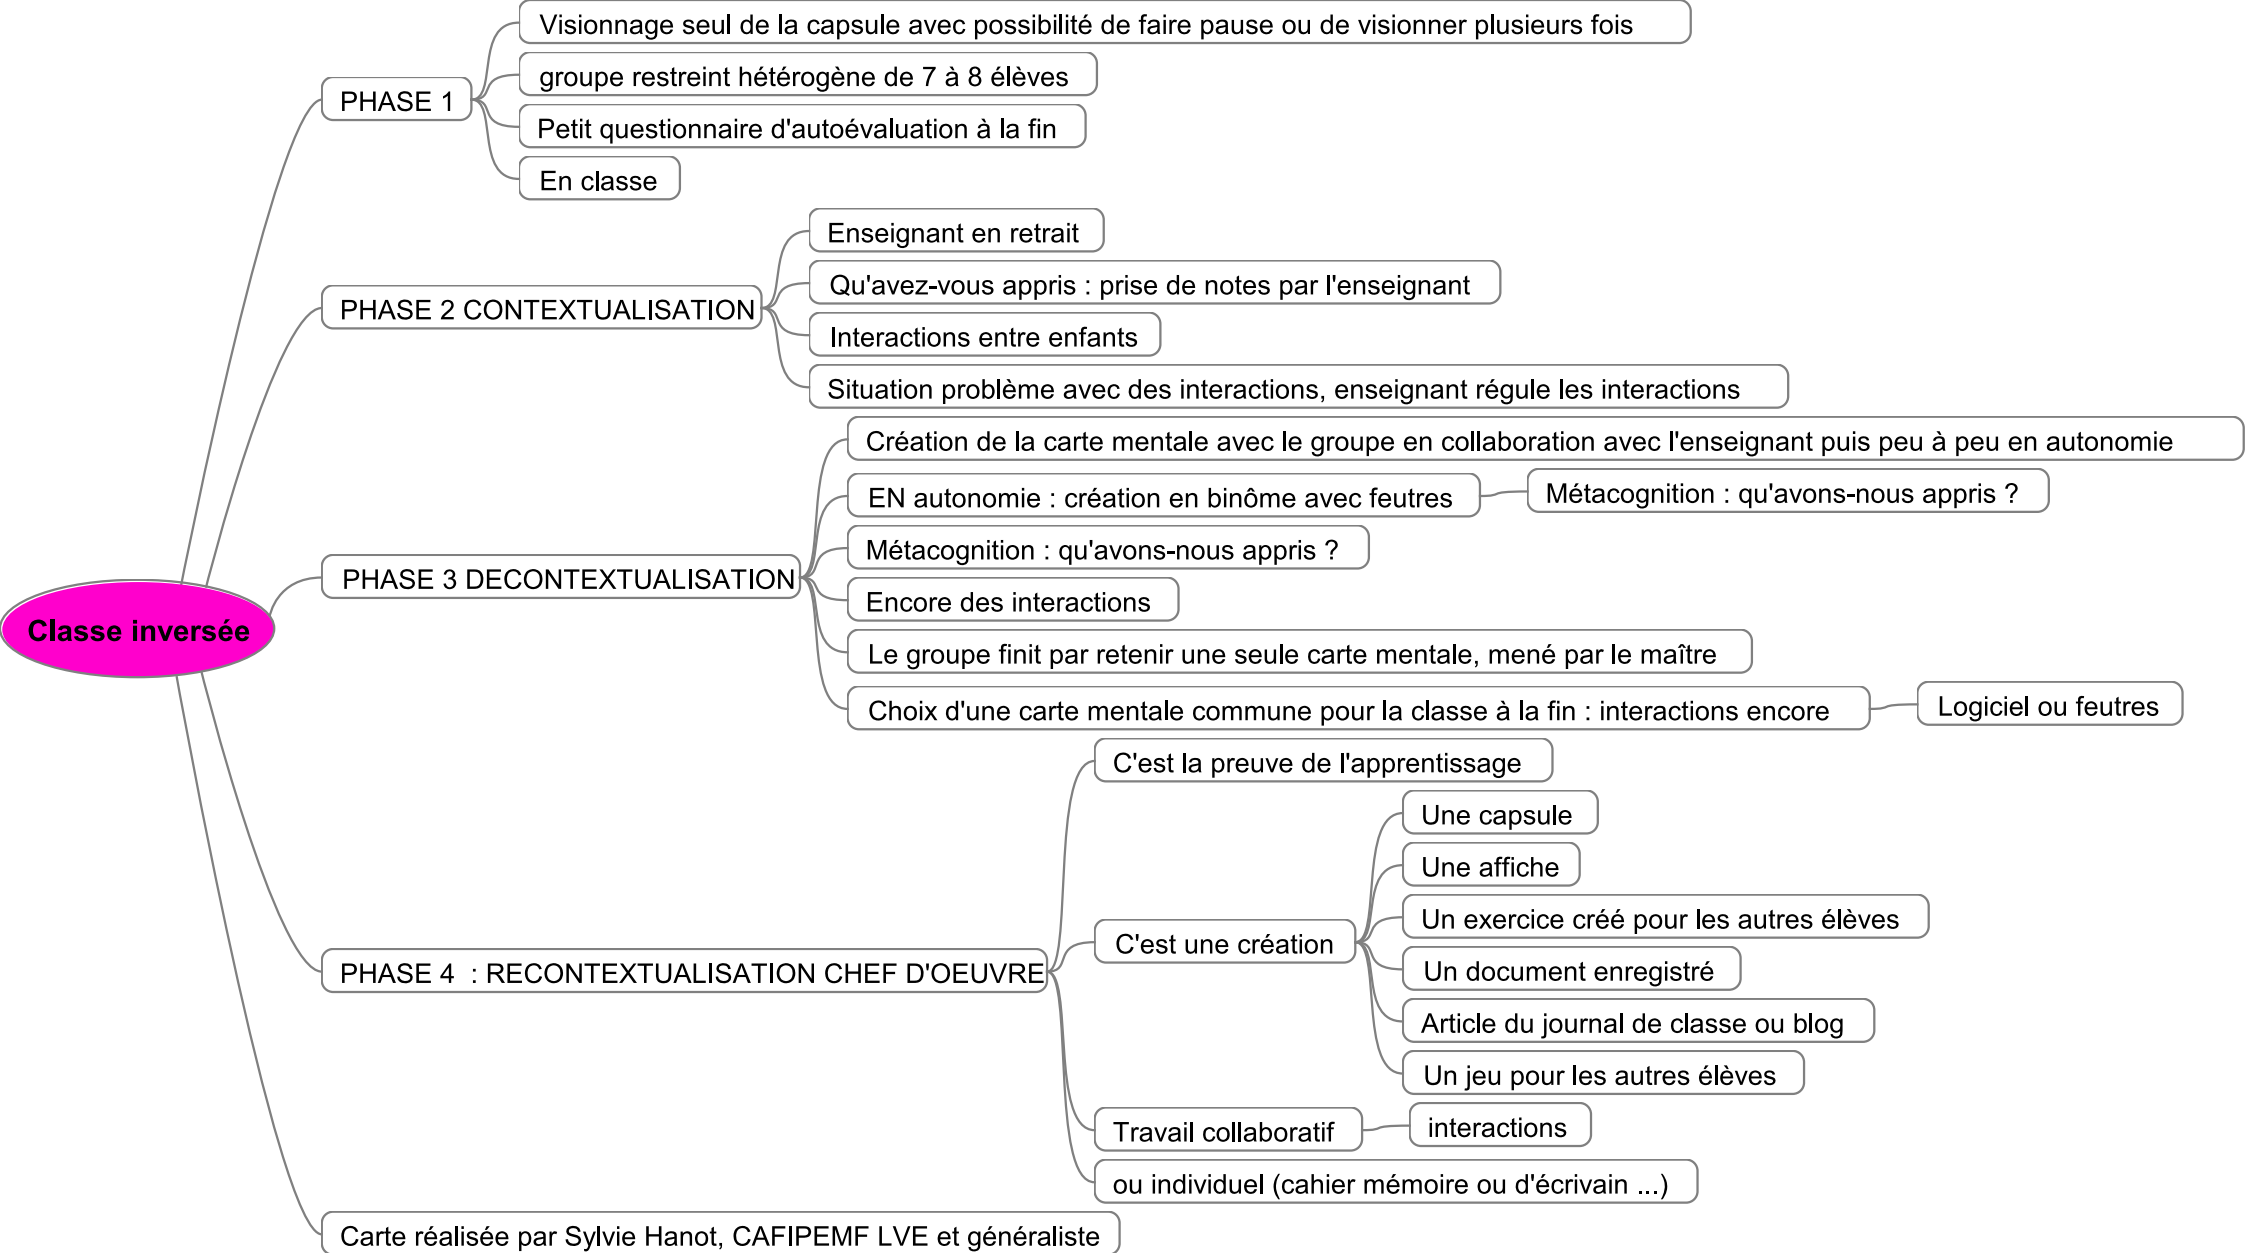 Visionnage seul de la capsule avec possibilité de faire pause ou de visionner plusieurs fois
groupe restreint hétérogène de 7 à 8 élèves
PHASE 1
Petit questionnaire d'autoévaluation à la fin
En classe
Enseignant en retrait
Qu'avez-vous appris : prise de notes par l'enseignant
PHASE 2 CONTEXTUALISATION
Interactions entre enfants
Situation problème avec des interactions, enseignant régule les interactions
Création de la carte mentale avec le groupe en collaboration avec l'enseignant puis peu à peu en autonomie
EN autonomie : création en binôme avec feutres
Métacognition : qu'avons-nous appris ?
Métacognition : qu'avons-nous appris ?
PHASE 3 DECONTEXTUALISATION
Encore des interactions
Classe inversée
Le groupe finit par retenir une seule carte mentale, mené par le maître
Choix d'une carte mentale commune pour la classe à la fin : interactions encore
Logiciel ou feutres
C'est la preuve de l'apprentissage
Une capsule
Une affiche
Un exercice créé pour les autres élèves
C'est une création
Un document enregistré
PHASE 4  : RECONTEXTUALISATION CHEF D'OEUVRE
Article du journal de classe ou blog
Un jeu pour les autres élèves
Travail collaboratif
interactions
ou individuel (cahier mémoire ou d'écrivain ...)
Carte réalisée par Sylvie Hanot, CAFIPEMF LVE et généraliste